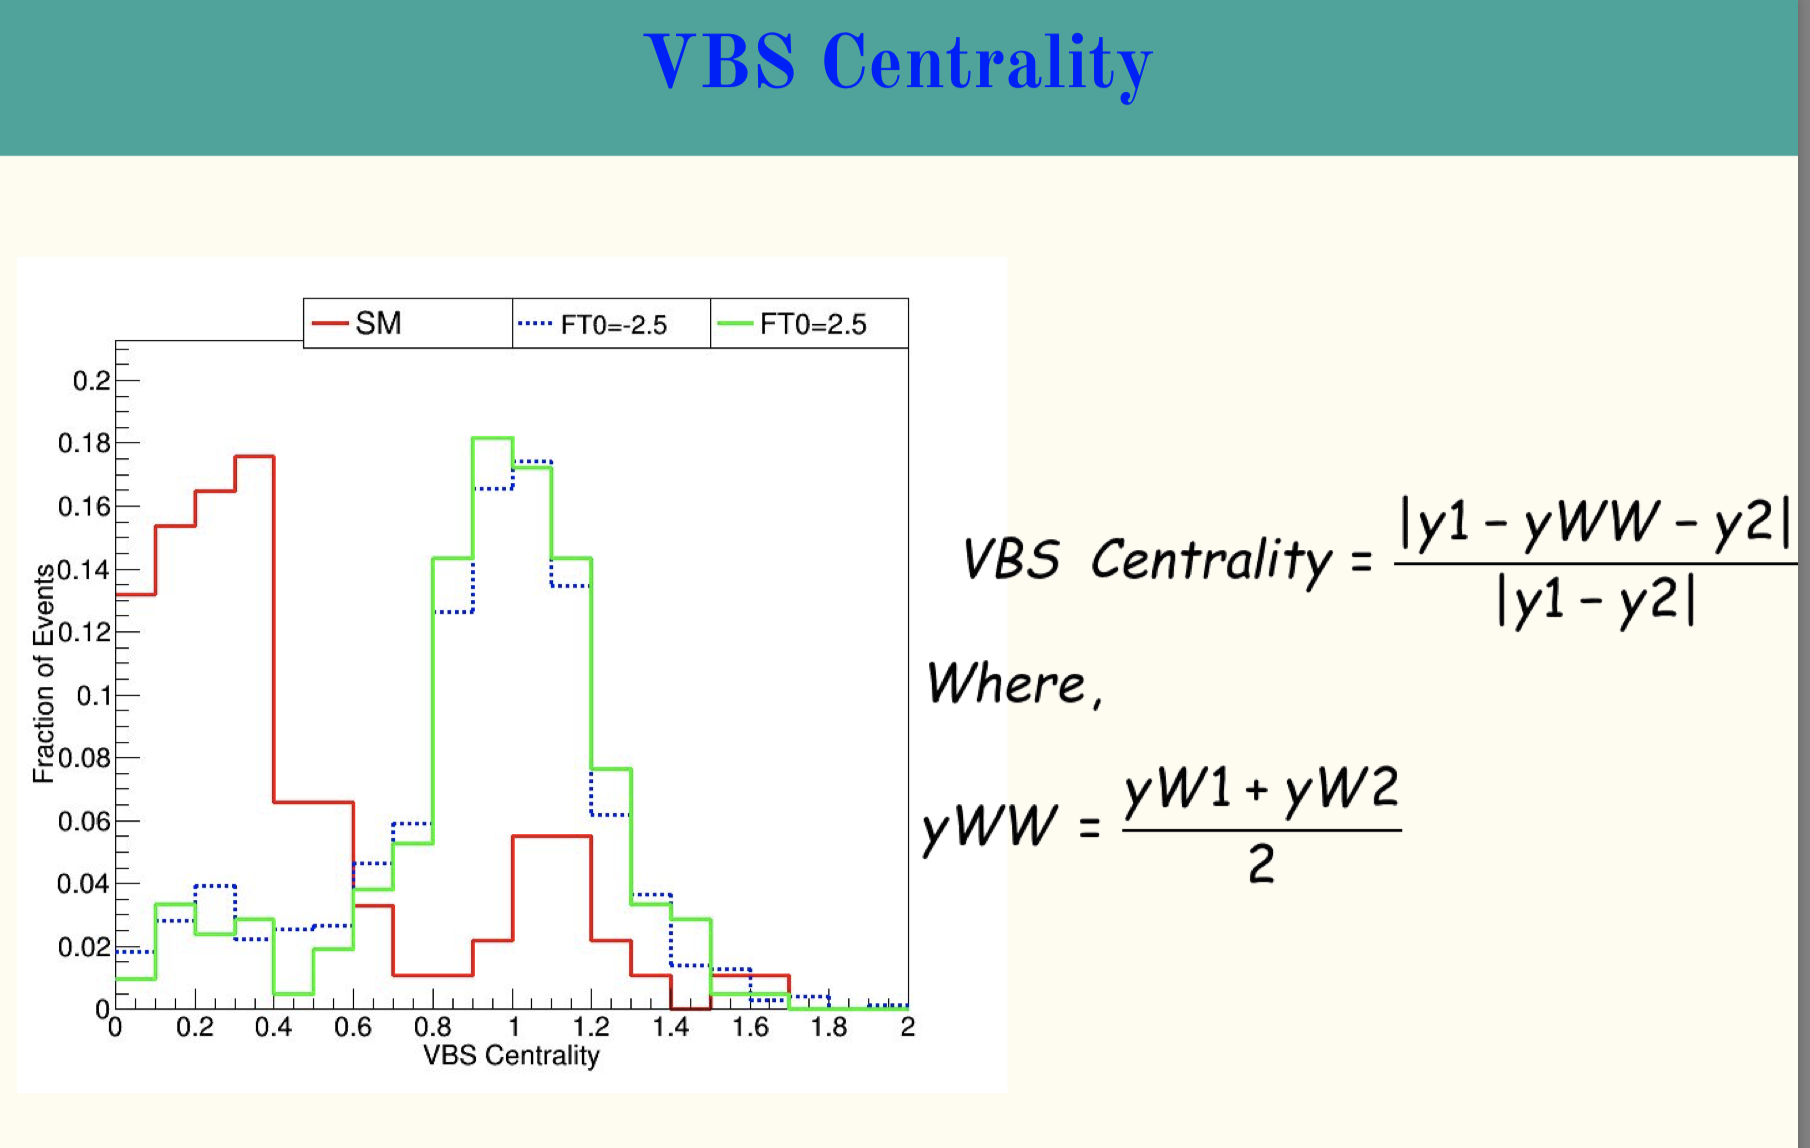 VBS Centrality
SM FT0=-2.5 FT0=2.5
0.2
0.18
0.16
0.14
0.12
0.1
0.08
0.06
0.04
0.02
0
Fraction of Events
0 0.2 0.4 0.6 0.8 1 1.2 1.4 1.6 1.8 2
VBS Centrality
VBS Centrality = |y1 - yWW - y2|
|y1 - y2|
Where,
yWW = yW1 + yW2
2